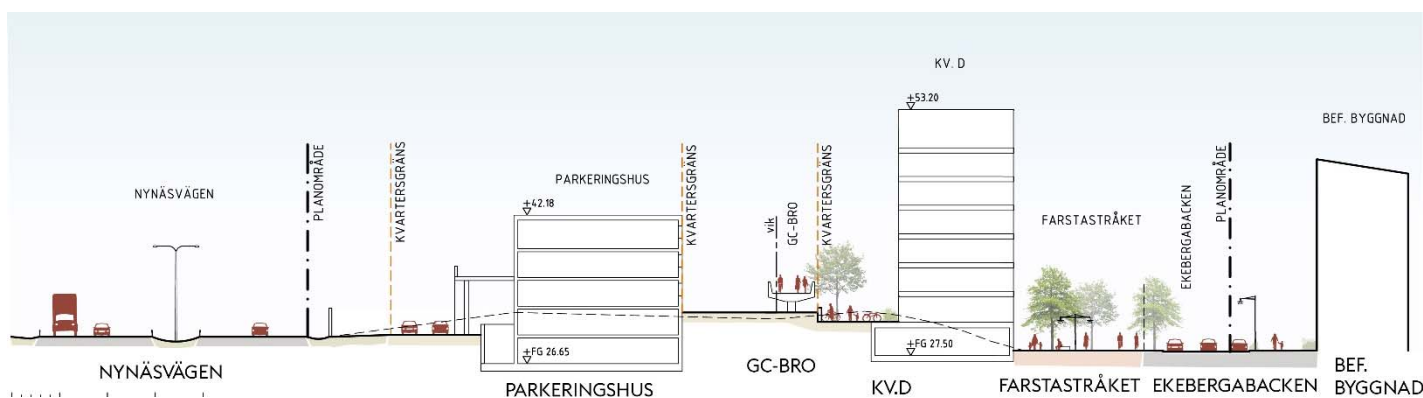 KV. D
+53.20
BEF. BYGGNAD
NYNÄSVÄGEN
PLANOMRÅDE
KVARTERSGRÄNS
PARKERINGSHUS
+42.18
KVARTERSGRÄNS
vik
GC-BRO
KVARTERSGRÄNS
FARSTASTRÅKET
EKEBERGABACKEN
PLANOMRÅDE
+FG 26.65
+FG 27.50
NYNÄSVÄGEN
PARKERINGSHUS
GC-BRO
KV.D
FARSTASTRÅKET
EKEBERGABACKEN
BEF.
BYGGNAD